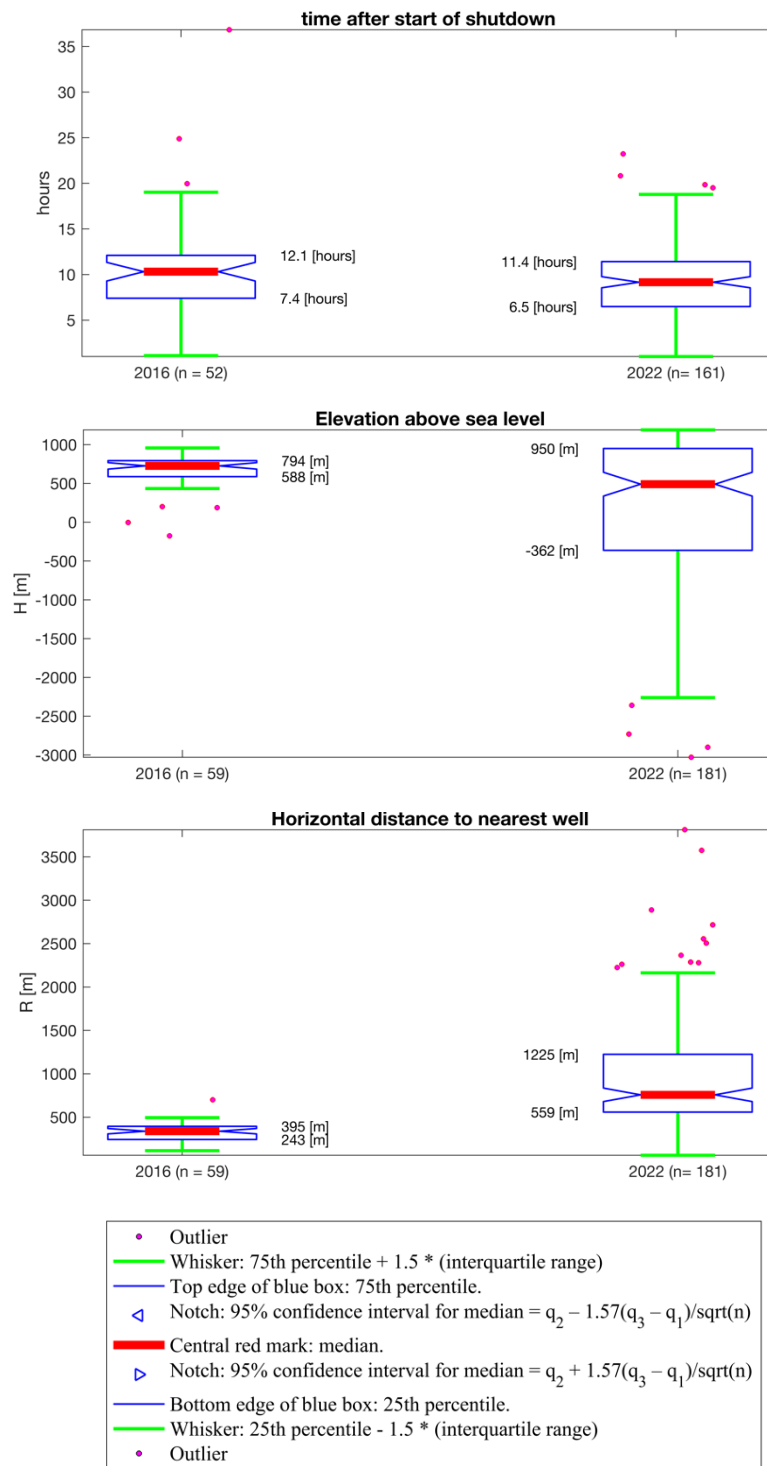 time after start of shutdown
35
30
25
20
15
10
5
hours
12.1 [hours]
7.4 [hours]
11.4 [hours]
6.5 [hours]
2016 (n = 52)
2022 (n= 161)
Elevation above sea level
1000
500
0
-500
-1000
-1500
-2000
-2500
-3000
H [m]
794 [m]
588 [m]
950 [m]
-362 [m]
2016 (n = 59)
2022 (n= 181)
Horizontal distance to nearest well
3500
3000
2500
2000
1500
1000
500
R [m]
395 [m]
243 [m]
1225 [m]
559 [m]
2016 (n = 59)
2022 (n= 181)
Outlier
Whisker: 75th percentile + 1.5 * (interquartile range)
Top edge of blue box: 75th percentile.
Notch: 95% confidence interval for median = q2 – 1.57(q3 – q1)/sqrt(n)
Central red mark: median.
Notch: 95% confidence interval for median = q2 + 1.57(q3 – q1)/sqrt(n)
Bottom edge of blue box: 25th percentile.
Whisker: 25th percentile - 1.5 * (interquartile range)
Outlier